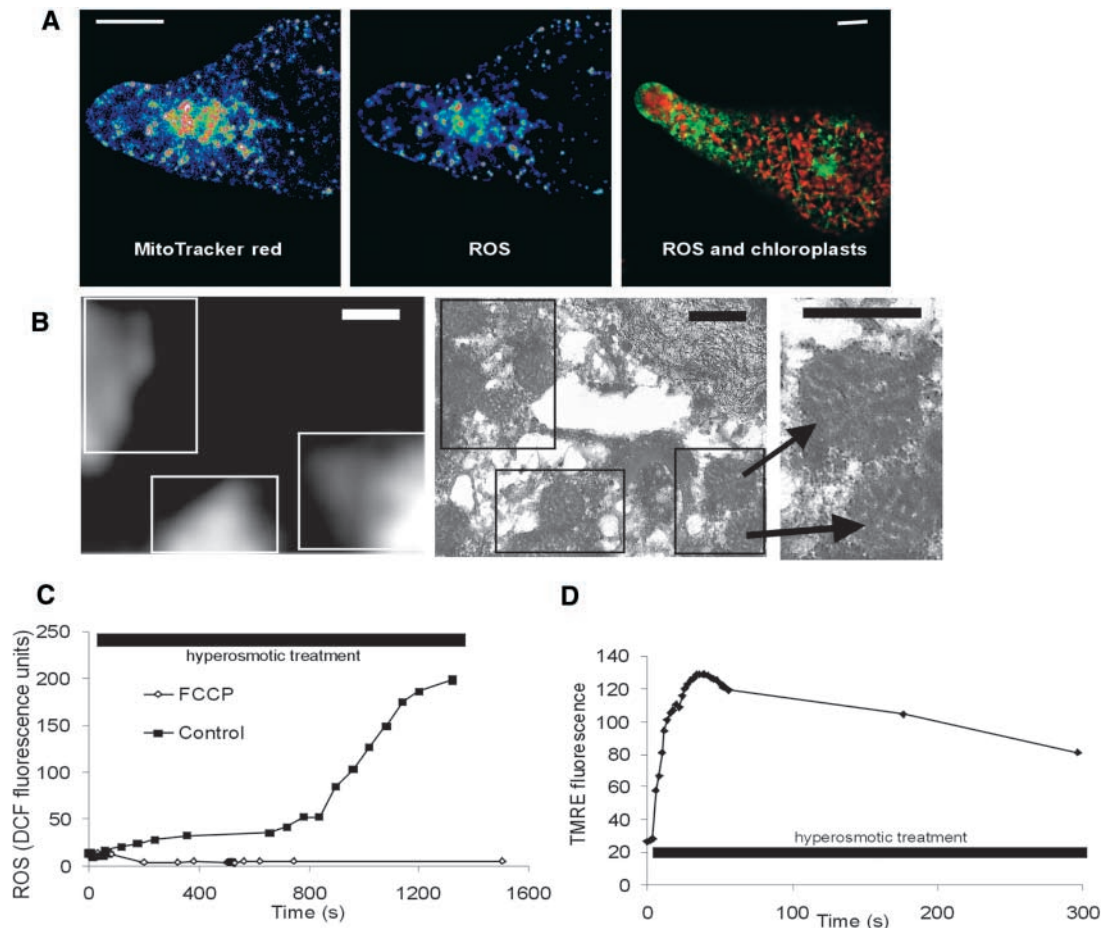 A
MitoTracker red
ROS
ROS and chloroplasts
B
C
250
200
150
100
50
0
ROS (DCF fluorescence units)
hyperosmotic treatment
FCCP
Control
0
400
800
1200
1600
Time (s)
D
140
120
100
80
60
40
20
0
TMRE fluorescence
hyperosmotic treatment
0
100
200
300
Time (s)